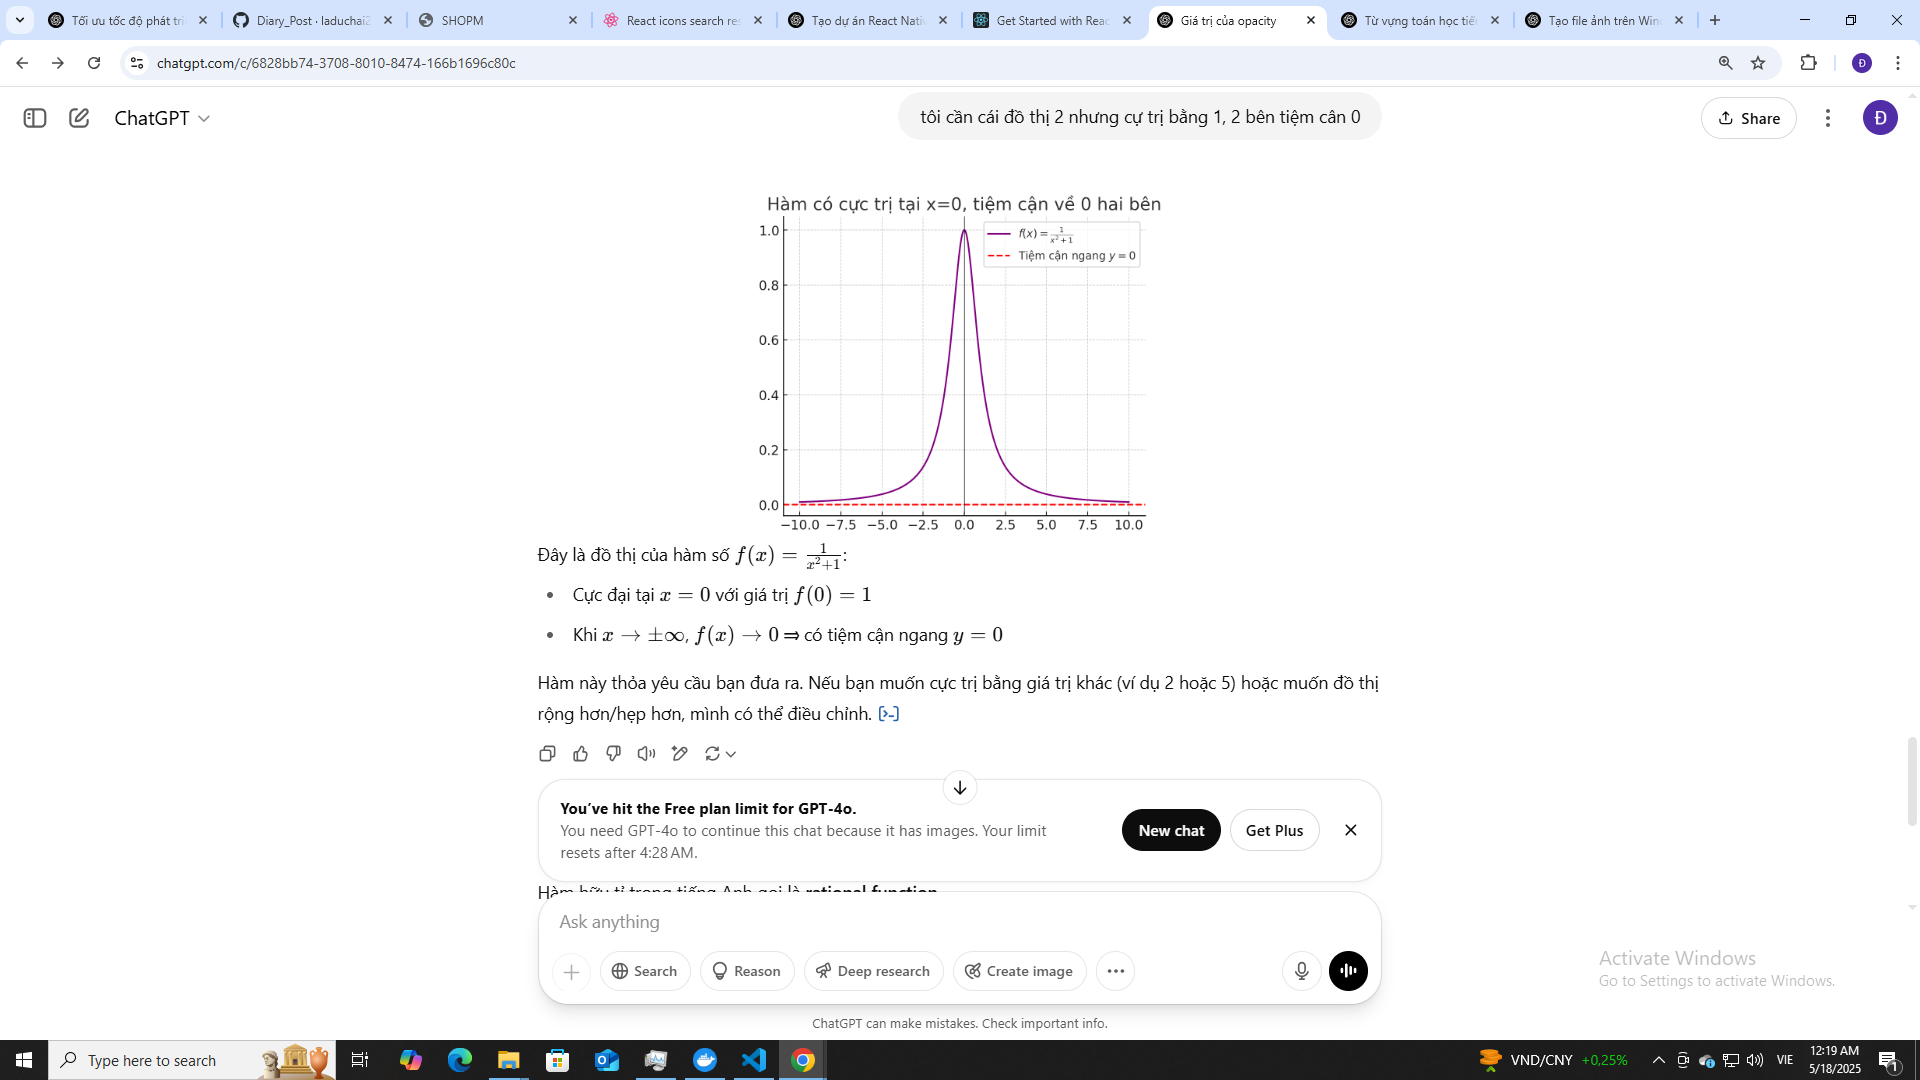 Tối ưu tốc độ phát tri
Diary_Post · laduchai2
SHOPM
React icons search res
Tạo dự án React Nativ
Get Started with Reac
Giá trị của opacity
Từ vựng toán học tiế
Tạo file ảnh trên Wind
chatgpt.com/c/6828bb74-3708-8010-8474-166b1696c80c
Đ
ChatGPT
tôi cần cái đồ thị 2 nhưng cự trị bằng 1, 2 bên tiệm cân 0
Share
Đ
Hàm có cực trị tại x=0, tiệm cận về 0 hai bên
f(x) = 1/(x²+1)
Tiệm cận ngang y = 0
1.0
0.8
0.6
0.4
0.2
0.0
−10.0 −7.5 −5.0 −2.5 0.0 2.5 5.0 7.5 10.0
Đây là đồ thị của hàm số f(x) = 1/(x²+1):
• Cực đại tại x = 0 với giá trị f(0) = 1
• Khi x → ±∞, f(x) → 0 ⇒ có tiệm cận ngang y = 0
Hàm này thỏa yêu cầu bạn đưa ra. Nếu bạn muốn cực trị bằng giá trị khác (ví dụ 2 hoặc 5) hoặc muốn đồ thị
rộng hơn/hẹp hơn, mình có thể điều chỉnh.
You've hit the Free plan limit for GPT-4o.
You need GPT-4o to continue this chat because it has images. Your limit
resets after 4:28 AM.
New chat
Get Plus
Hàm hữu tỉ trong tiếng Anh gọi là rational function
Ask anything
Search
Reason
Deep research
Create image
Activate Windows
Go to Settings to activate Windows.
ChatGPT can make mistakes. Check important info.
Type here to search
VND/CNY +0,25%
VIE
12:19 AM
5/18/2025
1